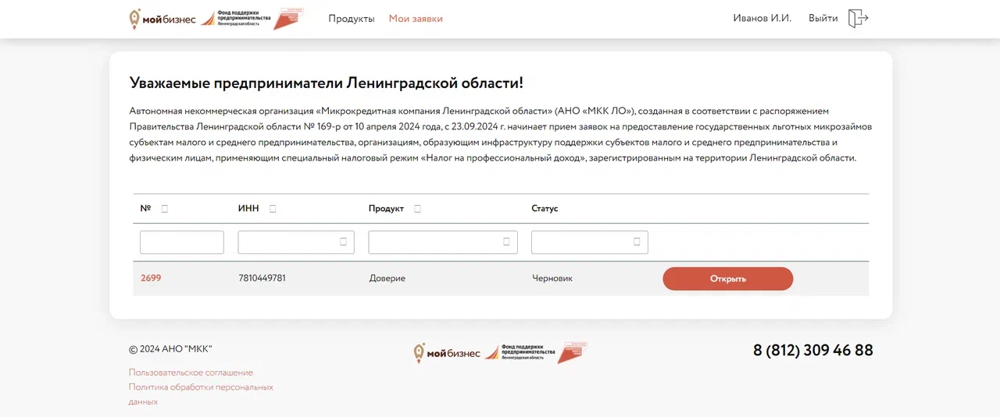 мой бизнес
Фонд поддержки
предпринимательства
Ленинградская область
Продукты
Мои заявки
Иванов И.И.
Выйти
Уважаемые предприниматели Ленинградской области!
Автономная некоммерческая организация «Микрокредитная компания Ленинградской области» (АНО «МКК ЛО»), созданная в соответствии с распоряжением
Правительства Ленинградской области № 169-р от 10 апреля 2024 года, с 23.09.2024 г. начинает прием заявок на предоставление государственных льготных микрозаймов
субъектам малого и среднего предпринимательства, организациям, образующим инфраструктуру поддержки субъектов малого и среднего предпринимательства и
физическим лицам, применяющим специальный налоговый режим «Налог на профессиональный доход», зарегистрированным на территории Ленинградской области.
№ ИНН Продукт Статус
2699 7810449781 Доверие Черновик Открыть
© 2024 АНО "МКК"
Пользовательское соглашение
Политика обработки персональных
данных
мой бизнес
Фонд поддержки
предпринимательства
Ленинградская область
8 (812) 309 46 88